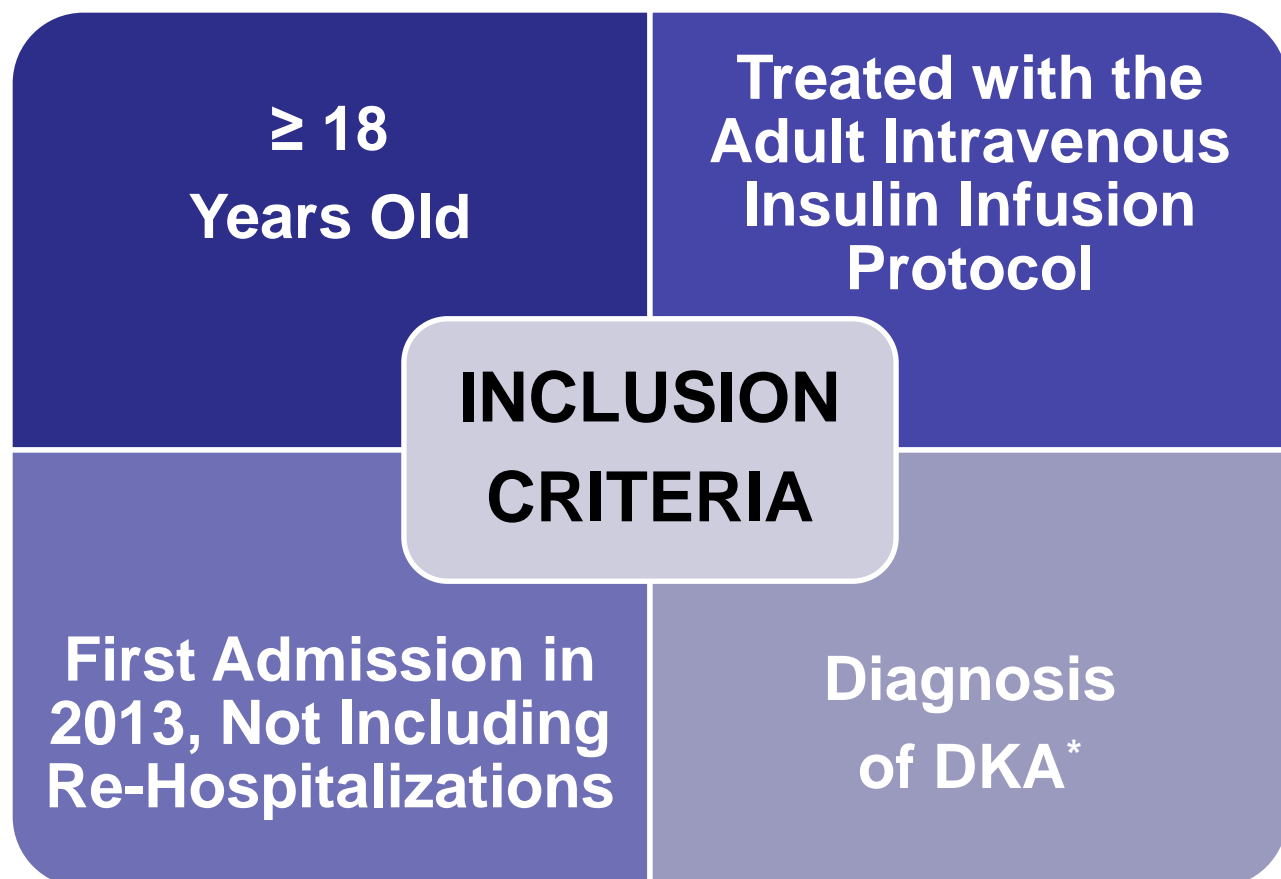 ≥ 18
Years Old
Treated with the
Adult Intravenous
Insulin Infusion
Protocol
INCLUSION
CRITERIA
First Admission in
2013, Not Including
Re-Hospitalizations
Diagnosis
of DKA*